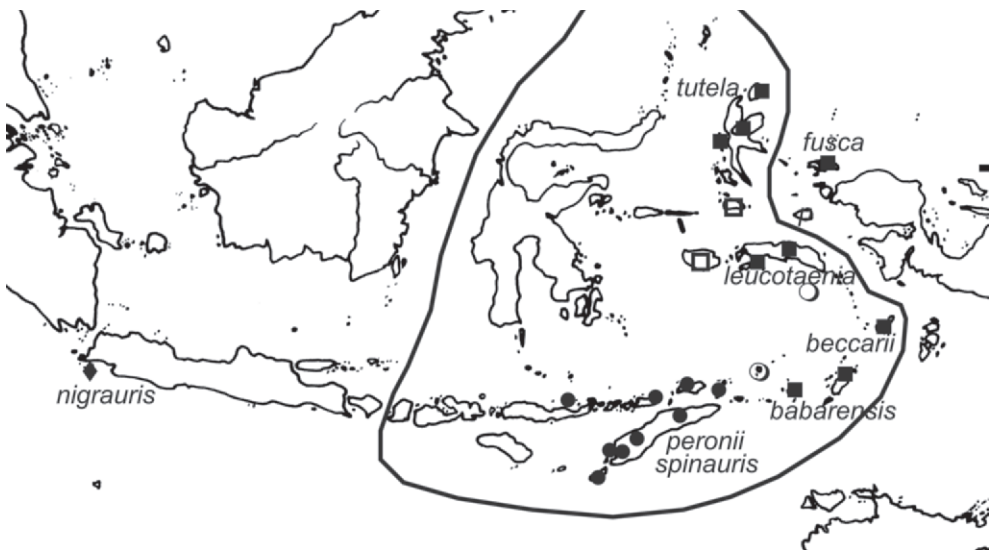 tutela
fusca
leucotaenia
beccarii
nigrauris
babarensis
peronii
spinauris